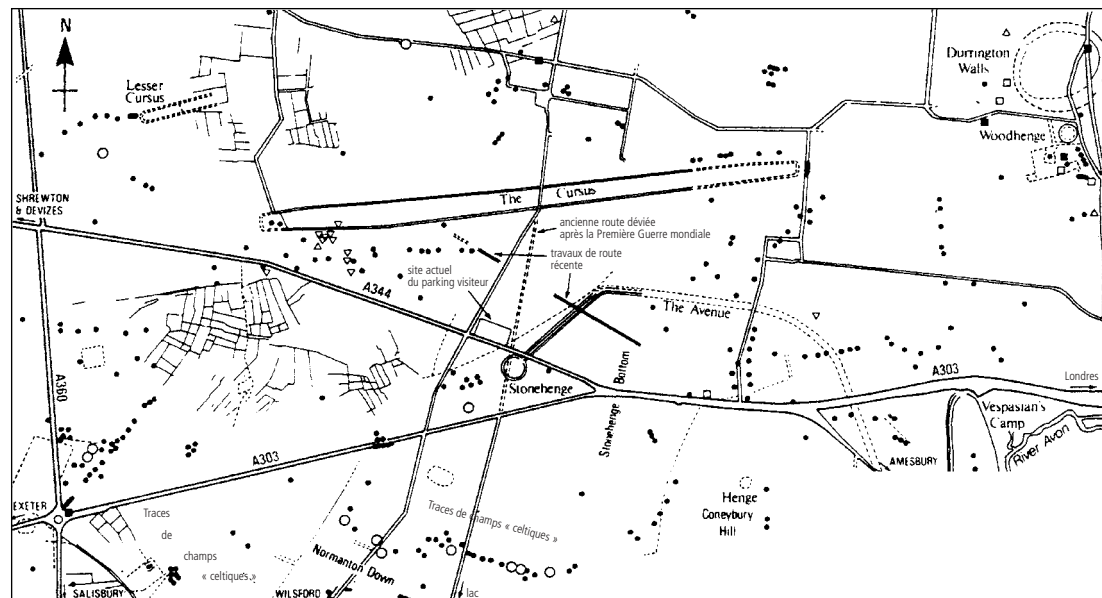 N
Lesser
Cursus
Durrington
Walls
Woodhenge
The Cursus
SHREWTON
& DEVIZES
ancienne route déviée
après la Première Guerre mondiale
travaux de route
récente
site actuel
du parking visiteur
A344
The Avenue
A360
Stonehenge
Stonehenge Bottom
A303
Londres
Vespasian's
Camp
River Avon
AMESBURY
A303
EXETER
Traces
de
champs
« celtiques »
Traces de champs « celtiques »
Henge
Coneybury
Hill
Normanton Down
SALISBURY
WILSFORD
lac